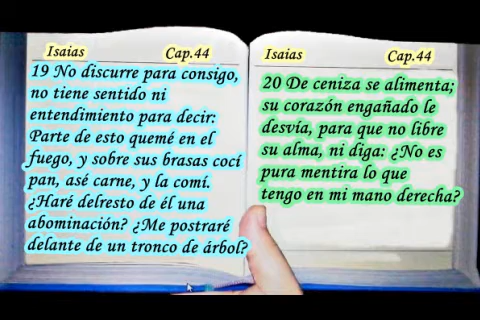 Isaias Cap.44
19 No discurre para consigo,
no tiene sentido ni
entendimiento para decir:
Parte de esto quemé en el
fuego, y sobre sus brasas cocí
pan, asé carne, y la comí.
¿Haré delresto de él una
abominación? ¿Me postraré
delante de un tronco de árbol?
Isaias Cap.44
20 De ceniza se alimenta;
su corazón engañado le
desvía, para que no libre
su alma, ni diga: ¿No es
pura mentira lo que
tengo en mi mano derecha?